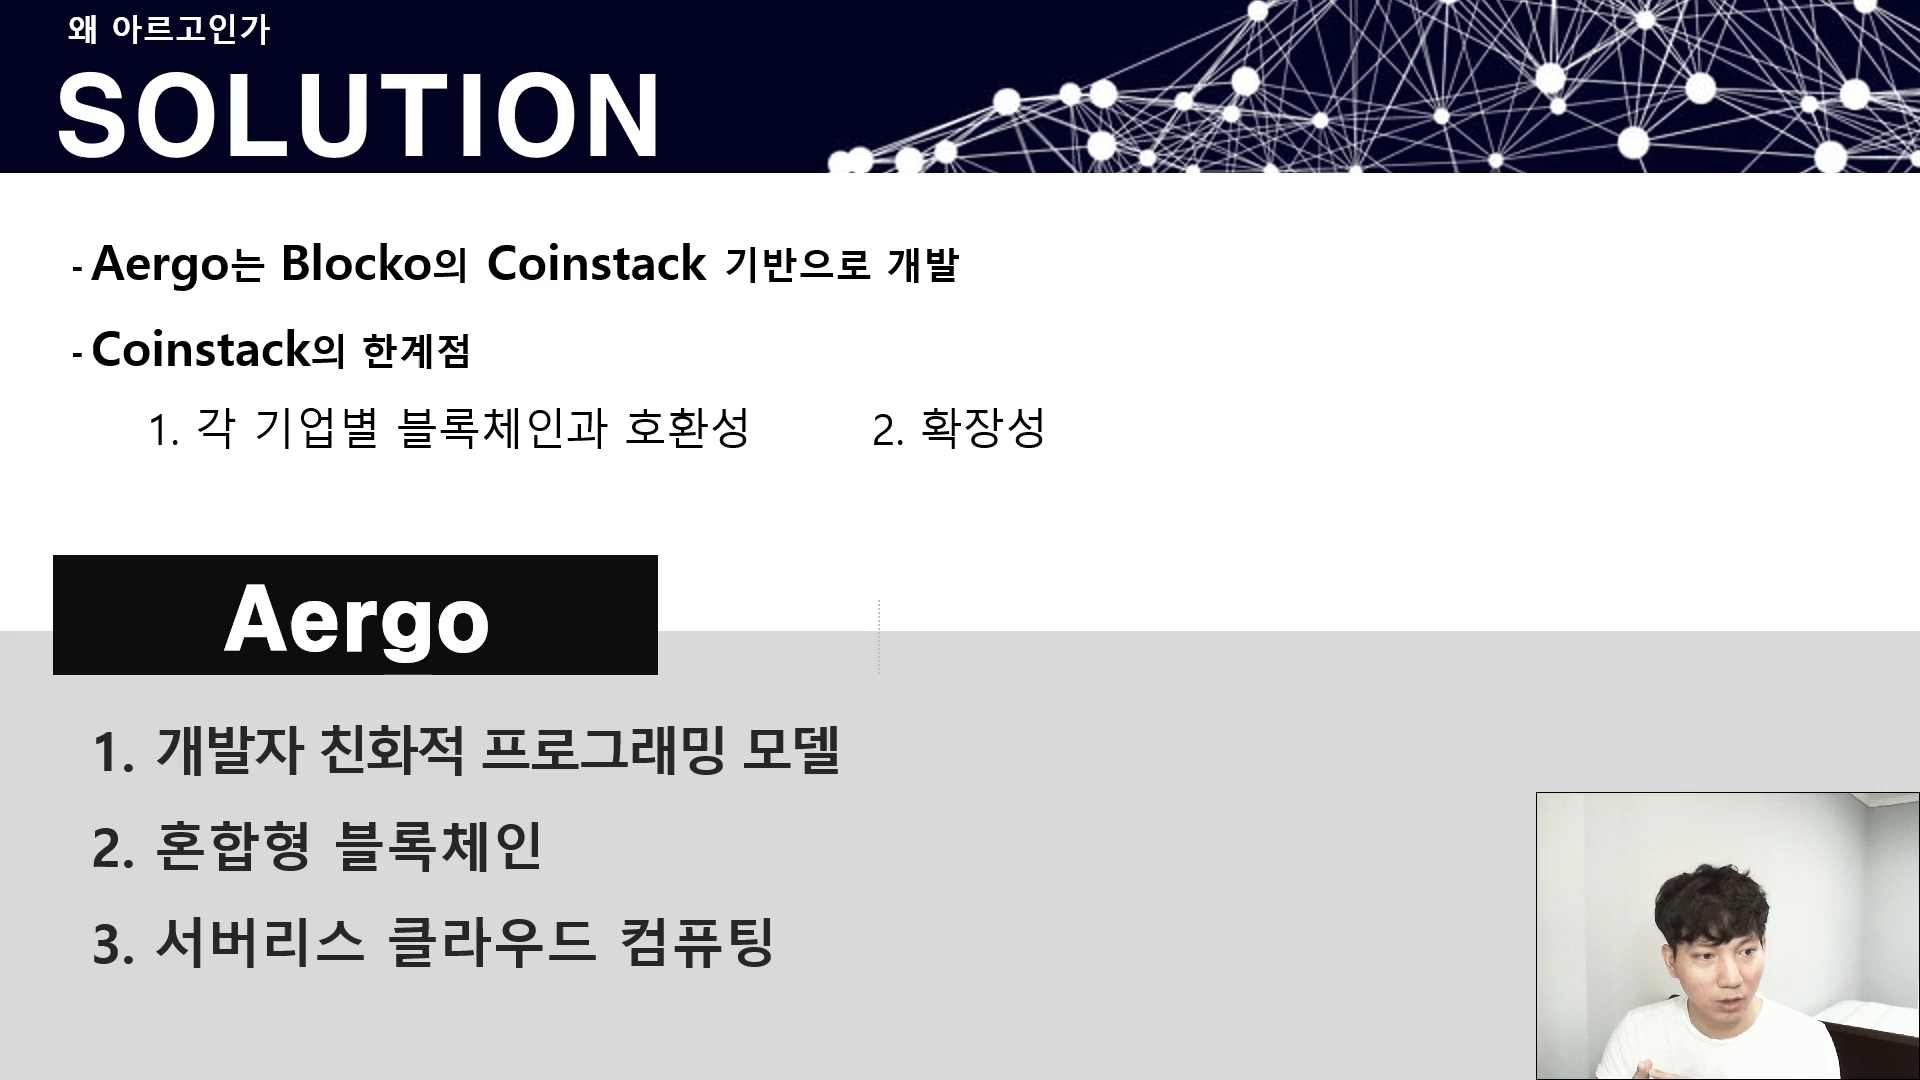 왜 아르고인가
SOLUTION
- Aergo는 Blocko의 Coinstack 기반으로 개발
- Coinstack의 한계점
1. 각 기업별 블록체인과 호환성 2. 확장성
Aergo
1. 개발자 친화적 프로그래밍 모델
2. 혼합형 블록체인
3. 서버리스 클라우드 컴퓨팅